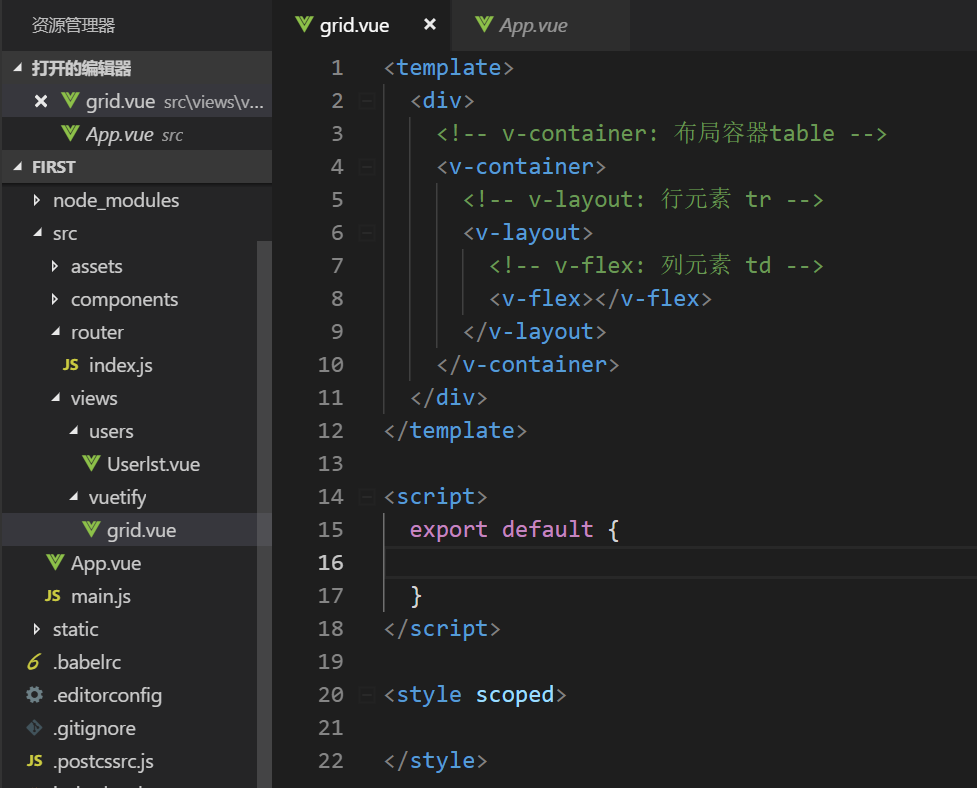 资源管理器
打开的编辑器
grid.vue src\views\v...
App.vue src
FIRST
node_modules
src
assets
components
router
JS index.js
views
users
Userlst.vue
vuetify
grid.vue
App.vue
JS main.js
static
.babelrc
.editorconfig
.gitignore
JS .postcssrc.js
grid.vue
App.vue
1 <template>
2 <div>
3 <!-- v-container: 布局容器table -->
4 <v-container>
5 <!-- v-layout: 行元素 tr -->
6 <v-layout>
7 <!-- v-flex: 列元素 td -->
8 <v-flex></v-flex>
9 </v-layout>
10 </v-container>
11 </div>
12 </template>
13
14 <script>
15 export default {
16
17 }
18 </script>
19
20 <style scoped>
21
22 </style>